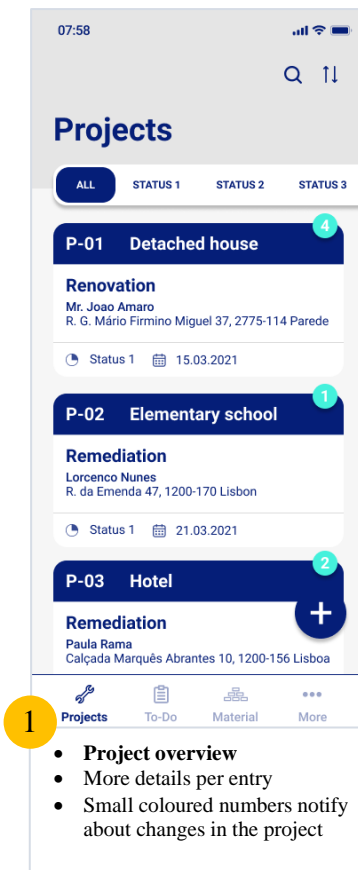 07:58
Projects
ALL STATUS 1 STATUS 2 STATUS 3
4
P-01 Detached house
Renovation
Mr. Joao Amaro
R. G. Mário Firmino Miguel 37, 2775-114 Parede
Status 1 15.03.2021
1
P-02 Elementary school
Remediation
Lorcenco Nunes
R. da Emenda 47, 1200-170 Lisbon
Status 1 21.03.2021
2
P-03 Hotel
Remediation
Paula Rama
Calçada Marquês Abrantes 10, 1200-156 Lisboa
+
Projects To-Do Material More
1
• Project overview
• More details per entry
• Small coloured numbers notify
about changes in the project